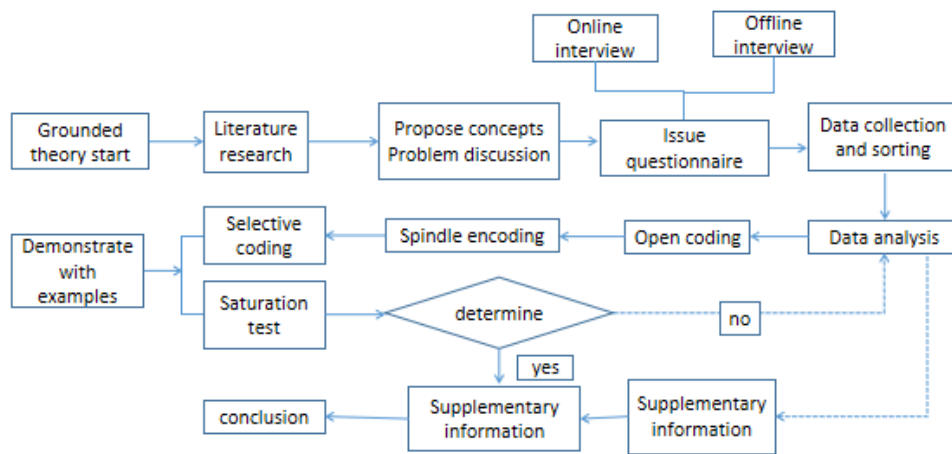 Online
interview
Offline
interview
Grounded
theory start
Literature
research
Propose concepts
Problem discussion
Issue
questionnaire
Data collection
and sorting
Demonstrate
with
examples
Selective
coding
Spindle encoding
Open coding
Data analysis
Saturation
test
determine
no
yes
conclusion
Supplementary
information
Supplementary
information